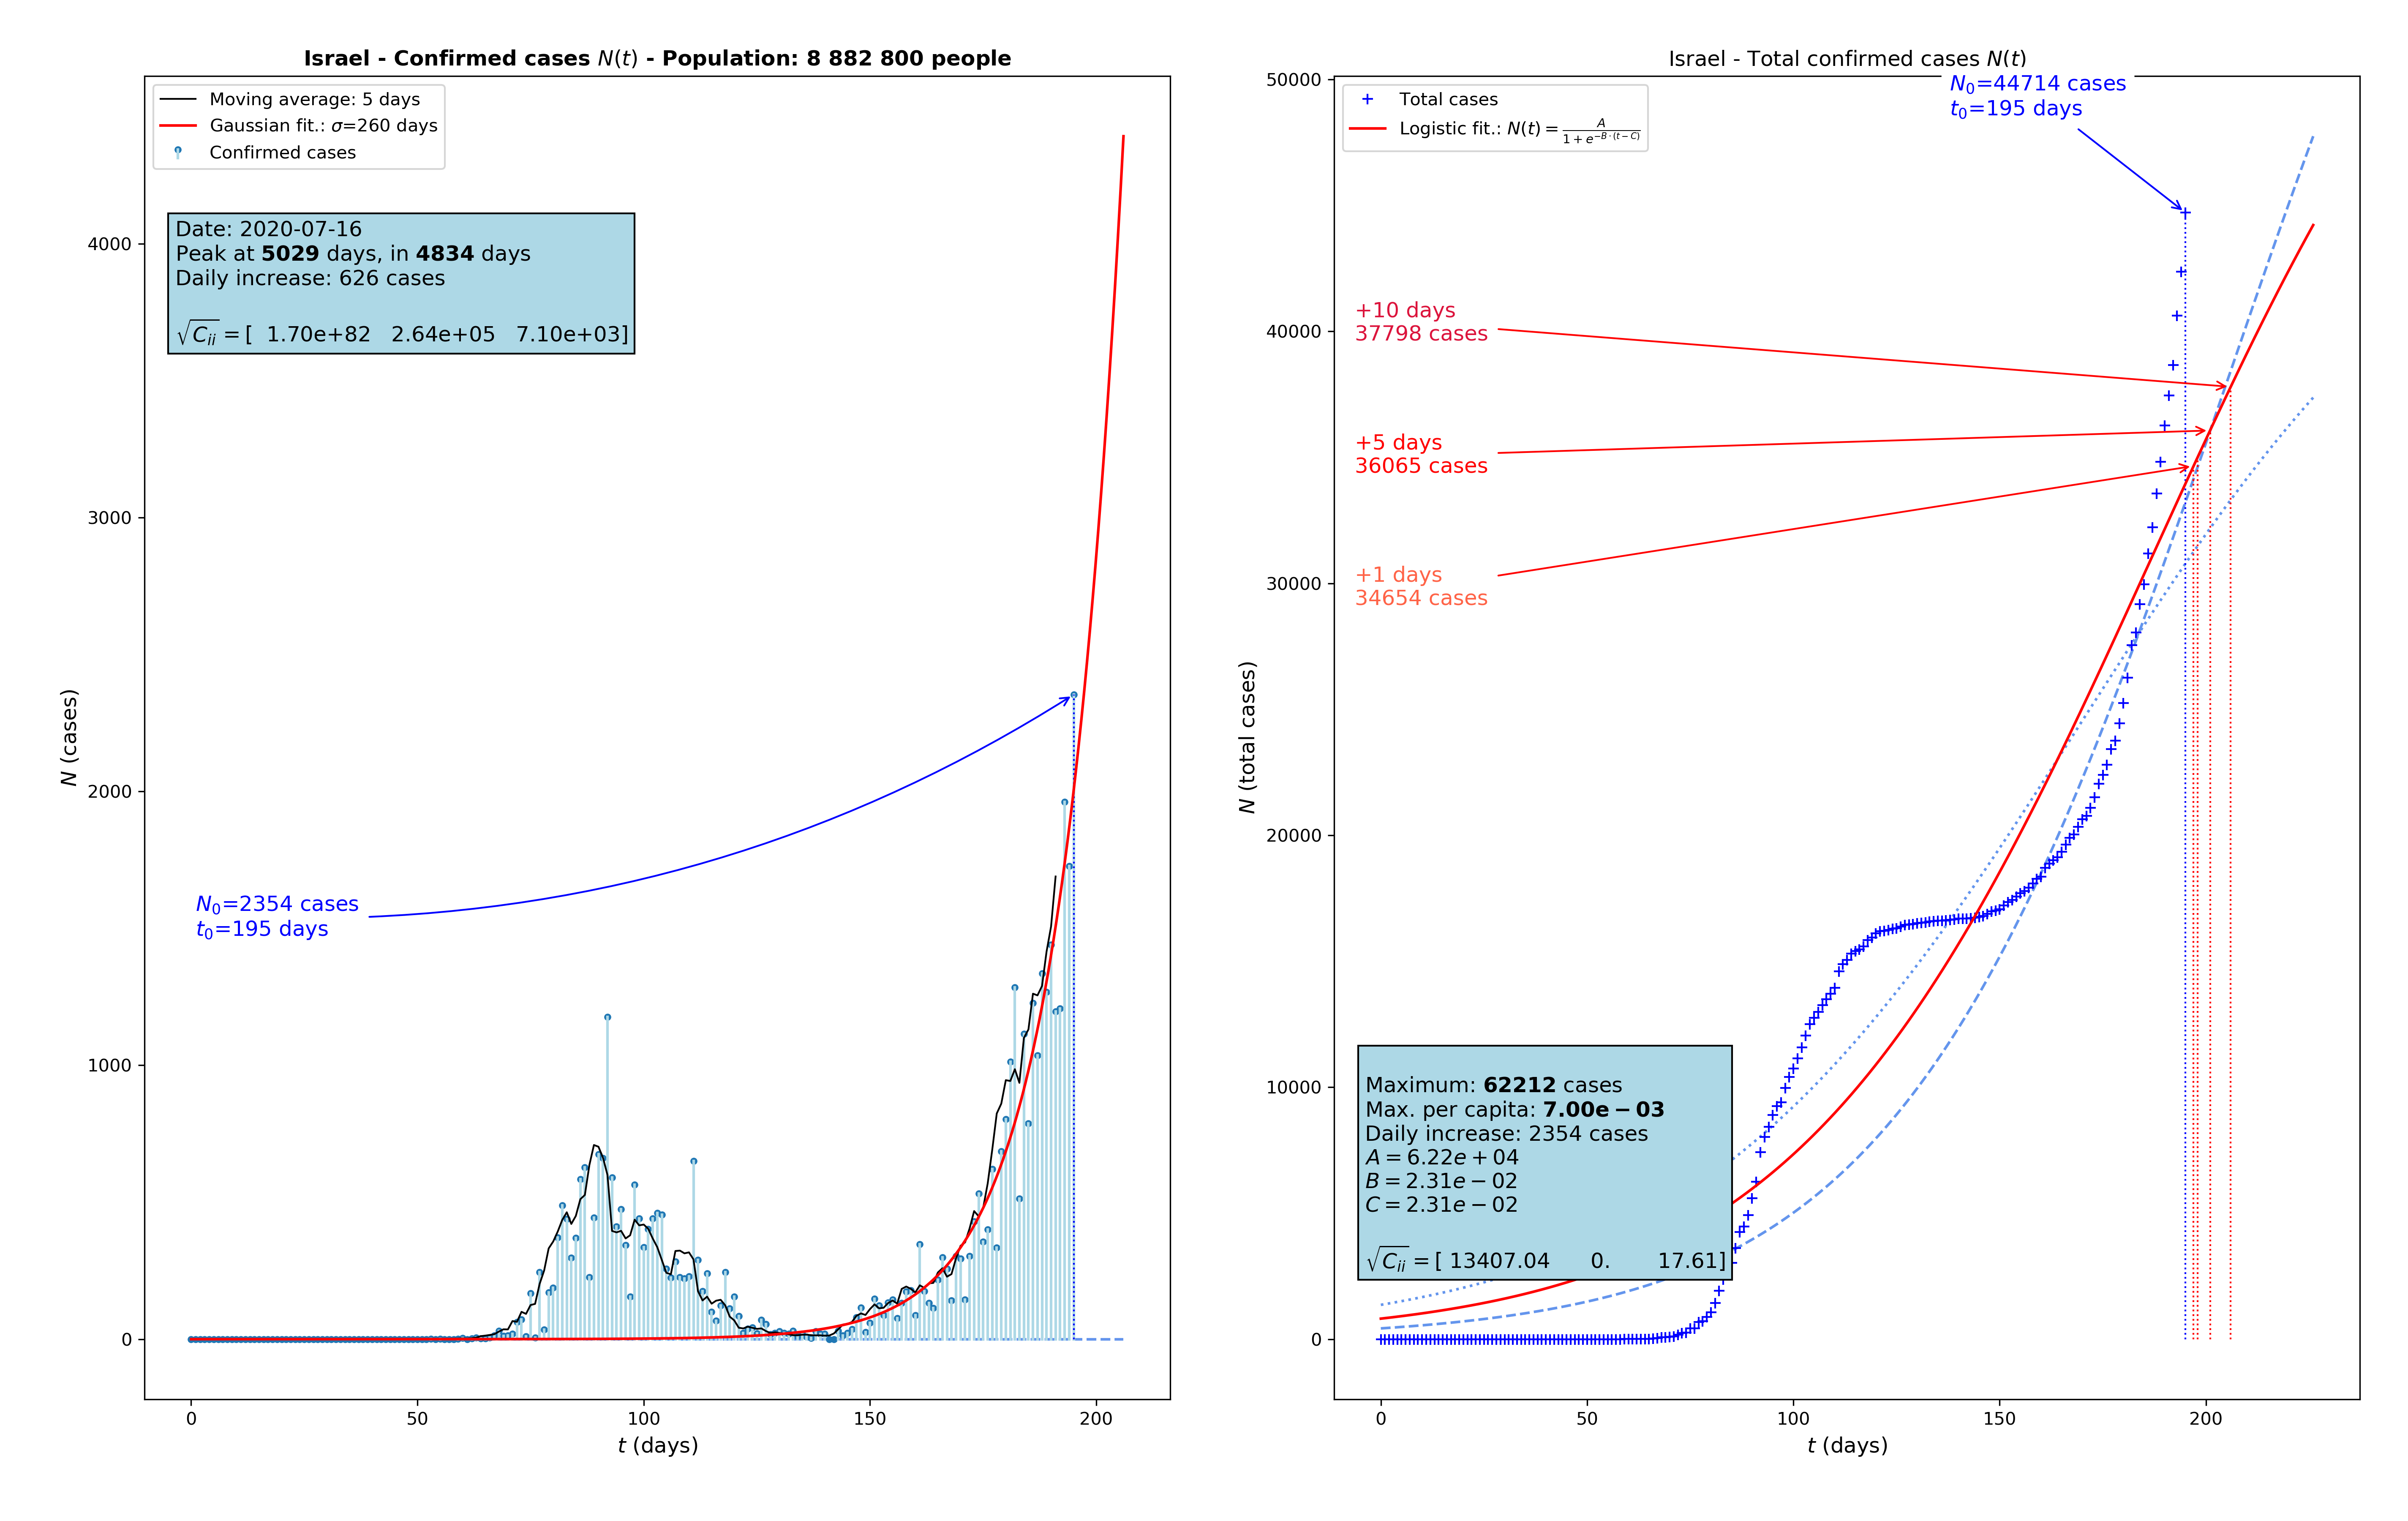 Israel - Confirmed cases N(t) - Population: 8 882 800 people
Moving average: 5 days
Gaussian fit.: σ=260 days
Confirmed cases
Date: 2020-07-16
Peak at 5029 days, in 4834 days
Daily increase: 626 cases
√C_ii = [ 1.70e+82 2.64e+05 7.10e+03]
N_0=2354 cases
t_0=195 days
N (cases)
4000
3000
2000
1000
0
0 50 100 150 200
t (days)
Israel - Total confirmed cases N(t)
N_0=44714 cases
t_0=195 days
Total cases
Logistic fit.: N(t) = A / (1 + e^{-B·(t-C)})
+10 days
37798 cases
+5 days
36065 cases
+1 days
34654 cases
Maximum: 62212 cases
Max. per capita: 7.00e − 03
Daily increase: 2354 cases
A = 6.22e + 04
B = 2.31e − 02
C = 2.31e − 02
√C_ii = [ 13407.04 0. 17.61]
N (total cases)
50000
40000
30000
20000
10000
0
0 50 100 150 200
t (days)